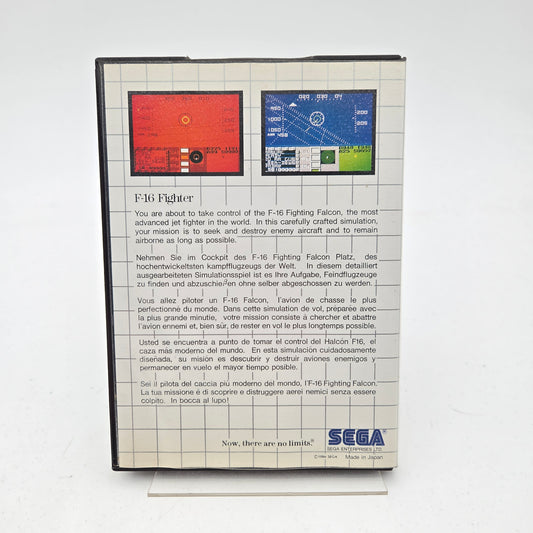 F-16 Fighter
You are about to take control of the F-16 Fighting Falcon, the most
advanced jet fighter in the world. In this carefully crafted simulation,
your mission is to seek and destroy enemy aircraft and to remain
airborne as long as possible.
Nehmen Sie im Cockpit des F-16 Fighting Falcon Platz, des
hochentwickeltsten kampfflugzeugs der Welt. In diesem detailliert
ausgearbeiteten Simulationsspiel ist es Ihre Aufgabe, Feindflugzeuge
zu finden und abzuschießen ohne selber abgeschossen zu werden.
Vous allez piloter un F-16 Falcon, l'avion de chasse le plus
perfectionné du monde. Dans cette simulation de vol, préparée avec
la plus grande minutie, votre mission consiste à chercher et abattre
l'avion ennemi et, bien sûr, de rester en vol le plus longtemps possible.
Usted se encuentra a punto de tomar el control del Halcón F16, el
caza más moderno del mundo. En esta simulación cuidadosamente
diseñada, su misión es descubrir y destruir aviones enemigos y
permanecer en vuelo el mayor tiempo posible.
Sei il pilota del caccia più moderno del mondo, l'F-16 Fighting Falcon.
La tua missione è di scoprire e distruggere aerei nemici senza essere
colpito. In bocca al lupo!
Now, there are no limits.
SEGA
SEGA ENTERPRISES LTD.
Made in Japan